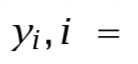 yᵢ, i =